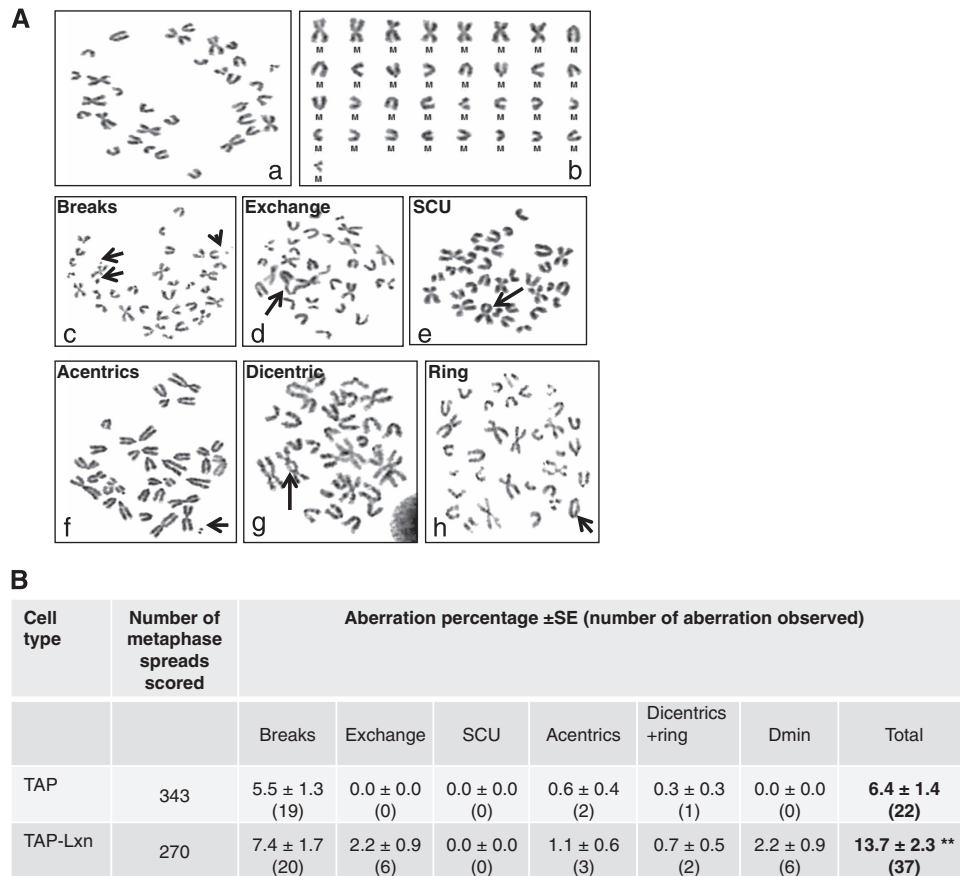 A
a
M M M M M M M M
M M M M M M M M
M M M M M M M M
M M M M M M M M
M
b
Breaks
c
Exchange
d
SCU
e
Acentrics
f
Dicentric
g
Ring
h
B
Cell type
Number of metaphase spreads scored
Aberration percentage ±SE (number of aberration observed)
Breaks Exchange SCU Acentrics Dicentrics +ring Dmin Total
TAP 343 5.5 ± 1.3 0.0 ± 0.0 0.0 ± 0.0 0.6 ± 0.4 0.3 ± 0.3 0.0 ± 0.0 6.4 ± 1.4
(19) (0) (0) (2) (1) (0) (22)
TAP-Lxn 270 7.4 ± 1.7 2.2 ± 0.9 0.0 ± 0.0 1.1 ± 0.6 0.7 ± 0.5 2.2 ± 0.9 13.7 ± 2.3 **
(20) (6) (0) (3) (2) (6) (37)